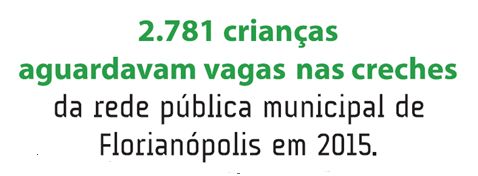 2.781 crianças
aguardavam vagas nas creches
da rede pública municipal de
Florianópolis em 2015.